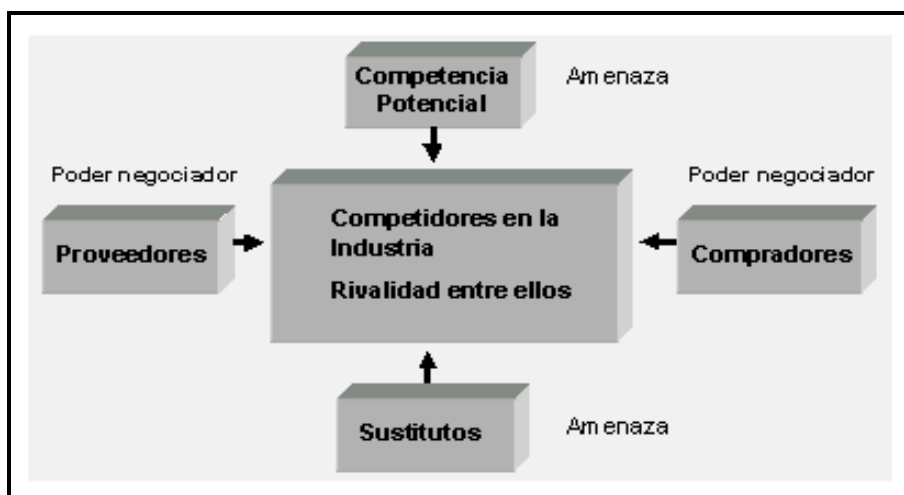 Competencia
Potencial
Amenaza
Poder negociador
Poder negociador
Proveedores
Competidores en la
Industria
Rivalidad entre ellos
Compradores
Sustitutos
Amenaza